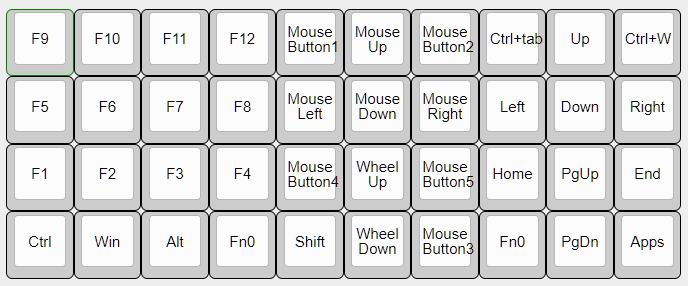 F9 F10 F11 F12 Mouse Button1 Mouse Up Mouse Button2 Ctrl+tab Up Ctrl+W
F5 F6 F7 F8 Mouse Left Mouse Down Mouse Right Left Down Right
F1 F2 F3 F4 Mouse Button4 Wheel Up Mouse Button5 Home PgUp End
Ctrl Win Alt Fn0 Shift Wheel Down Mouse Button3 Fn0 PgDn Apps